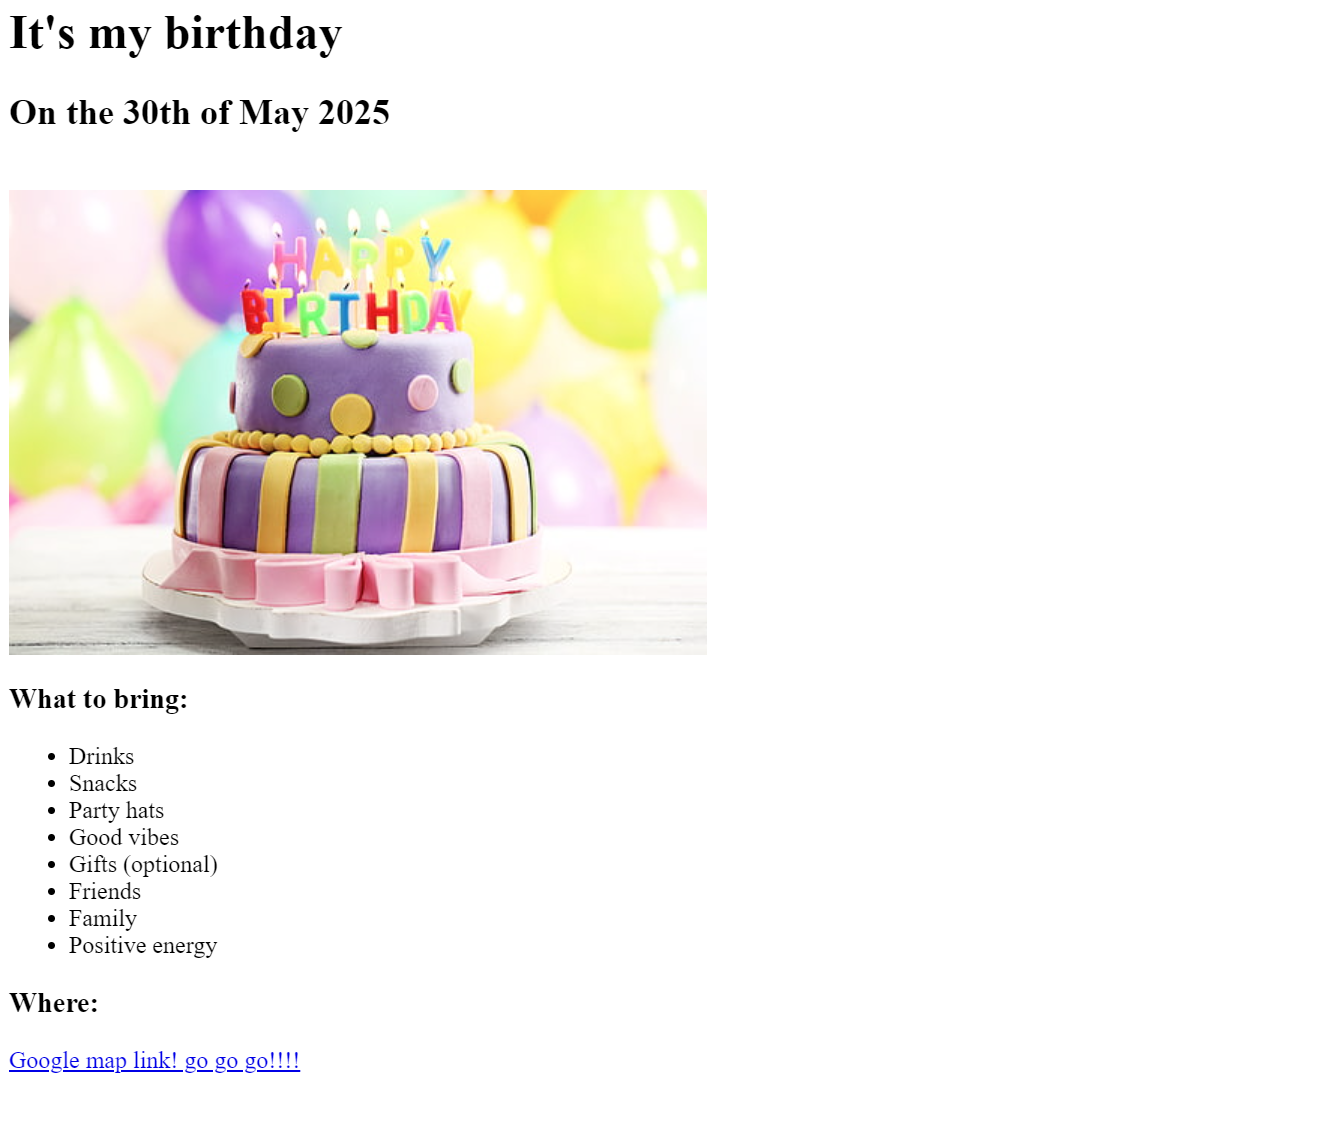 It's my birthday
On the 30th of May 2025
HAPPY
BIRTHDAY
What to bring:
Drinks
Snacks
Party hats
Good vibes
Gifts (optional)
Friends
Family
Positive energy
Where:
Google map link! go go go!!!!